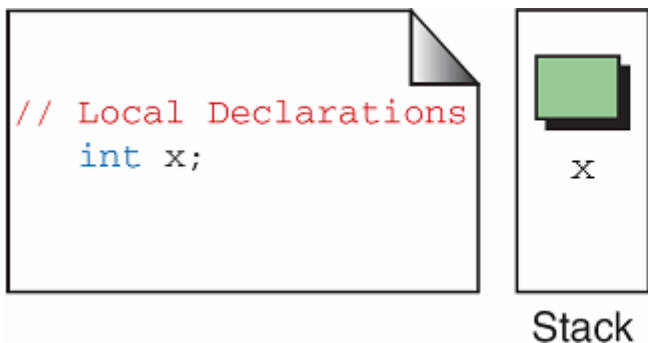 // Local Declarations
int x;
x
Stack